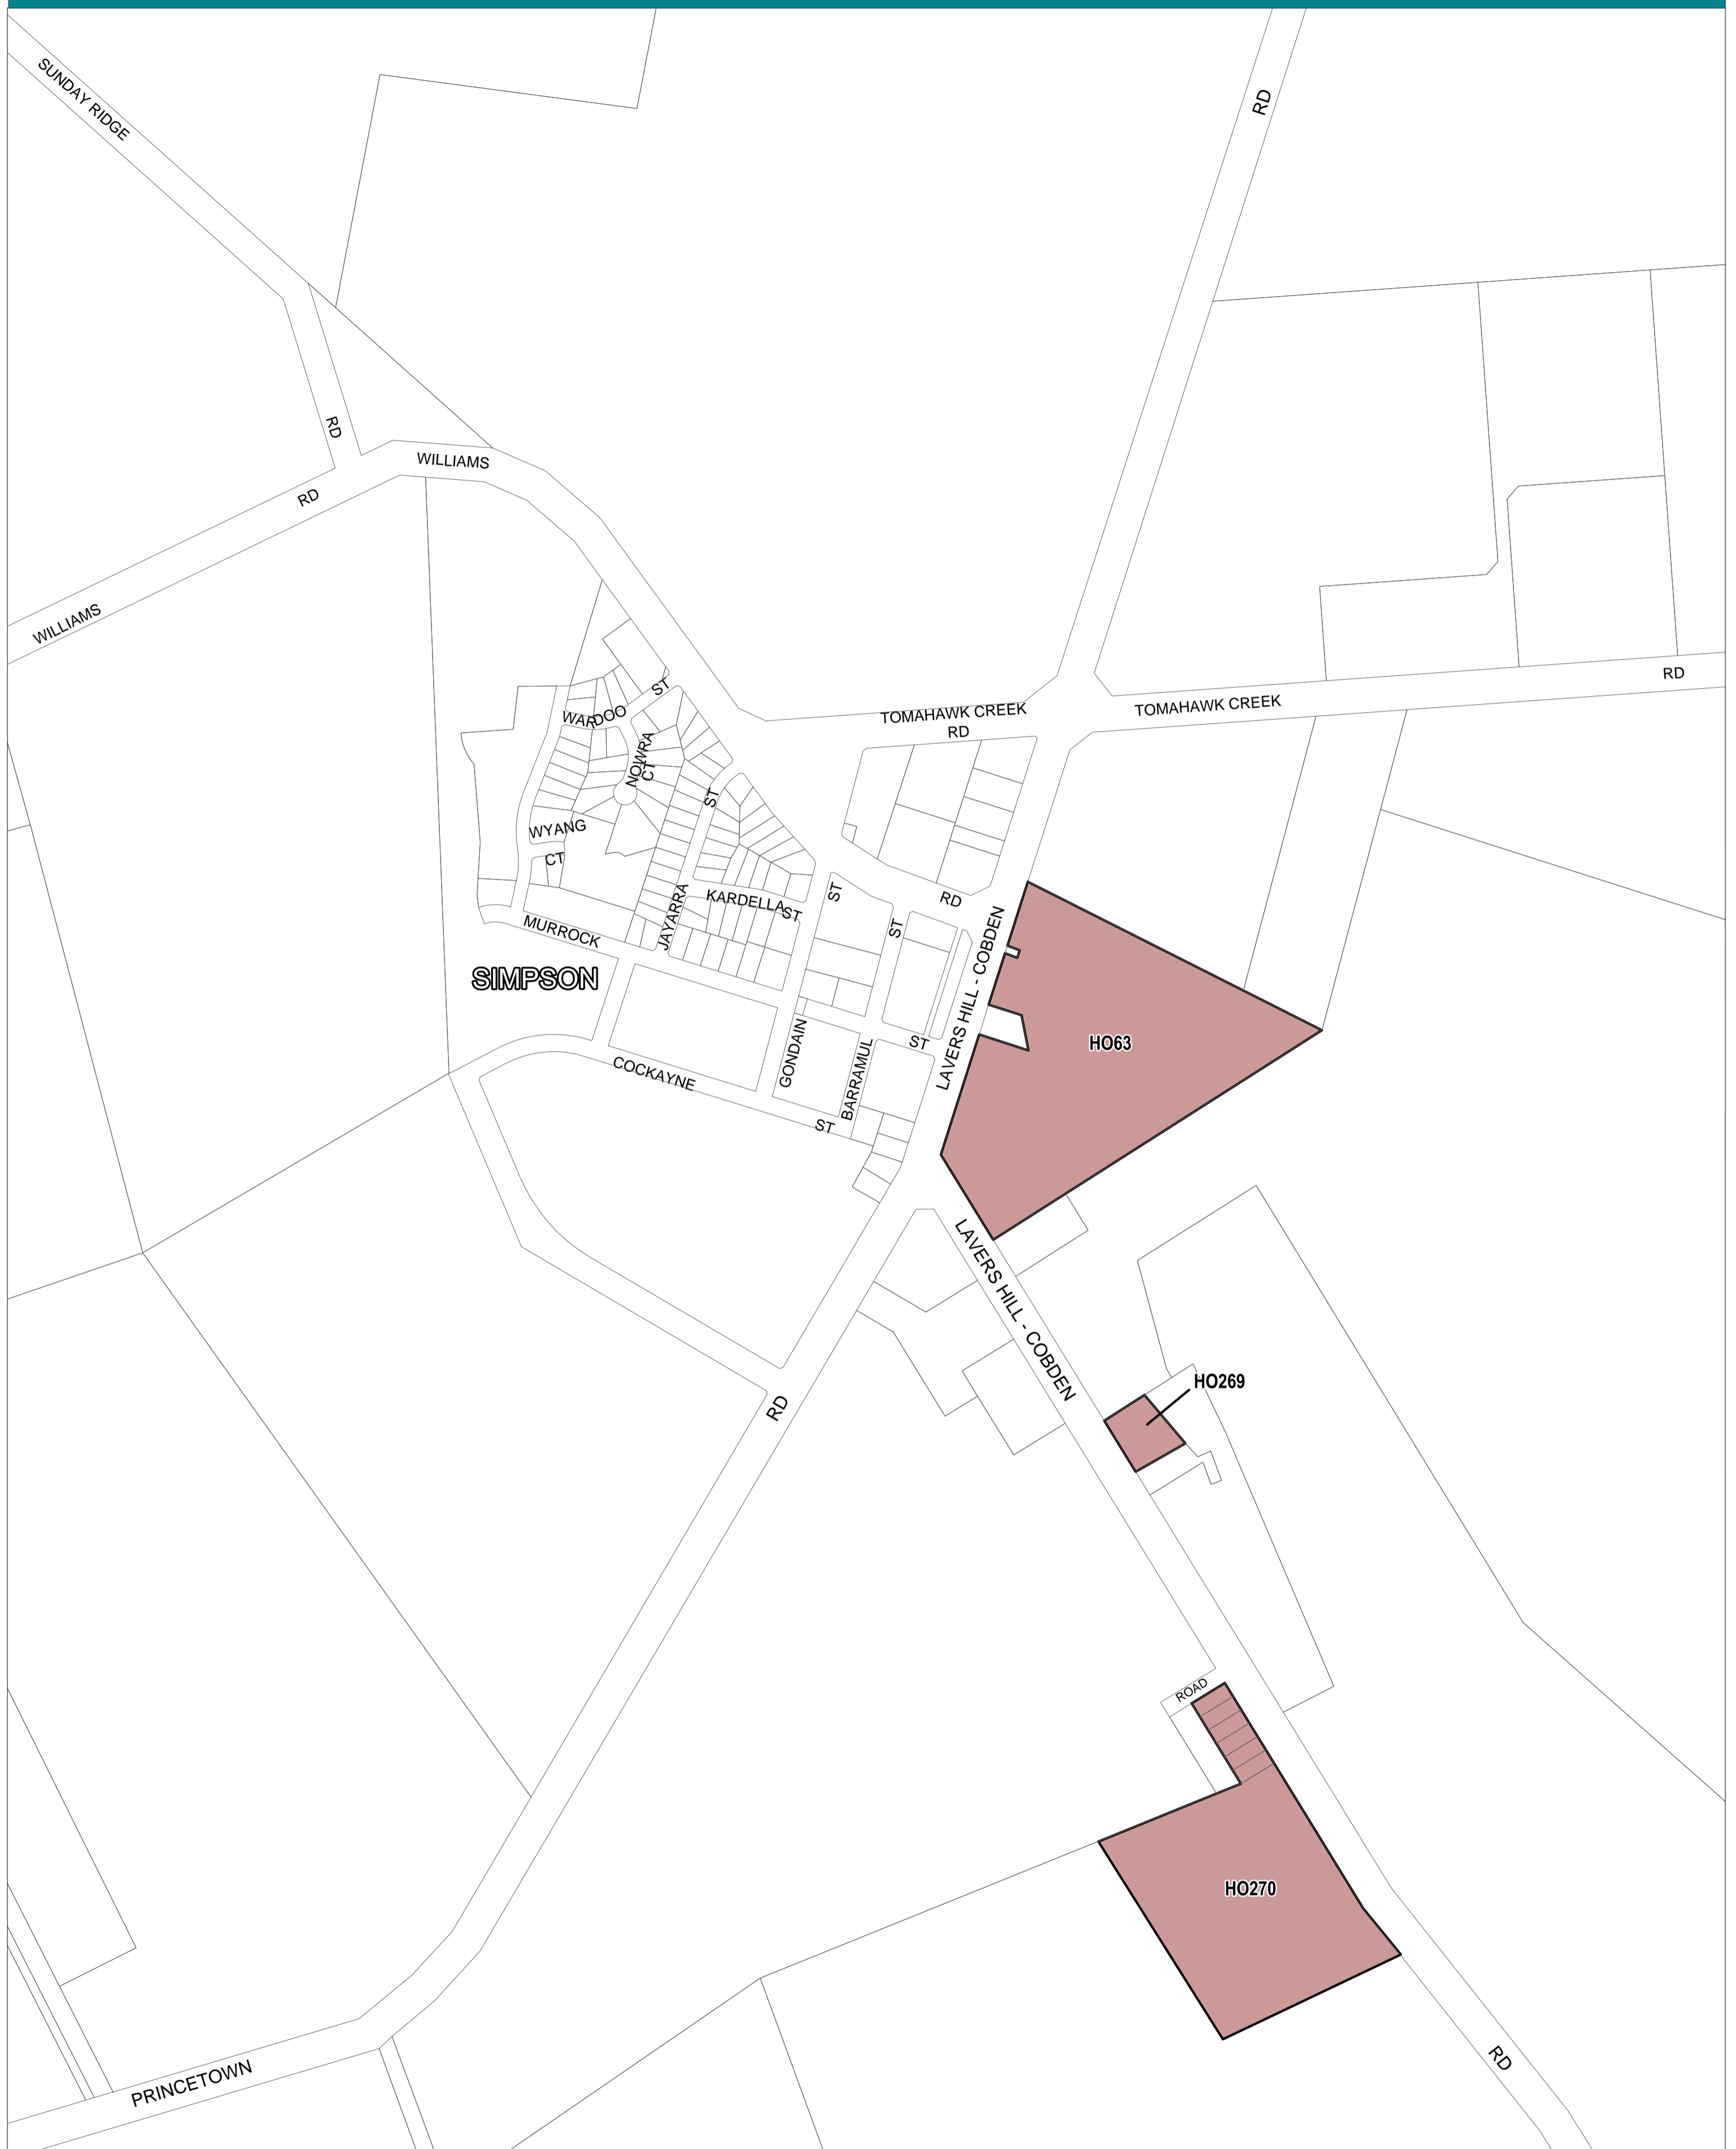 SUNDAY RIDGE
RD
RD
WILLIAMS
RD
WILLIAMS
RD
TOMAHAWK CREEK
TOMAHAWK CREEK
RD
ST
WARDOO
NOWRA
CT
ST
WYANG
CT
KARDELLA
ST
ST
RD
JAYARRA
ST
MURROCK
LAVERS HILL - COBDEN
SIMPSON
HO63
ST
GONDAIN
BARRAMUL
COCKAYNE
ST
LAVERS HILL - COBDEN
HO269
RD
ROAD
HO270
RD
PRINCETOWN